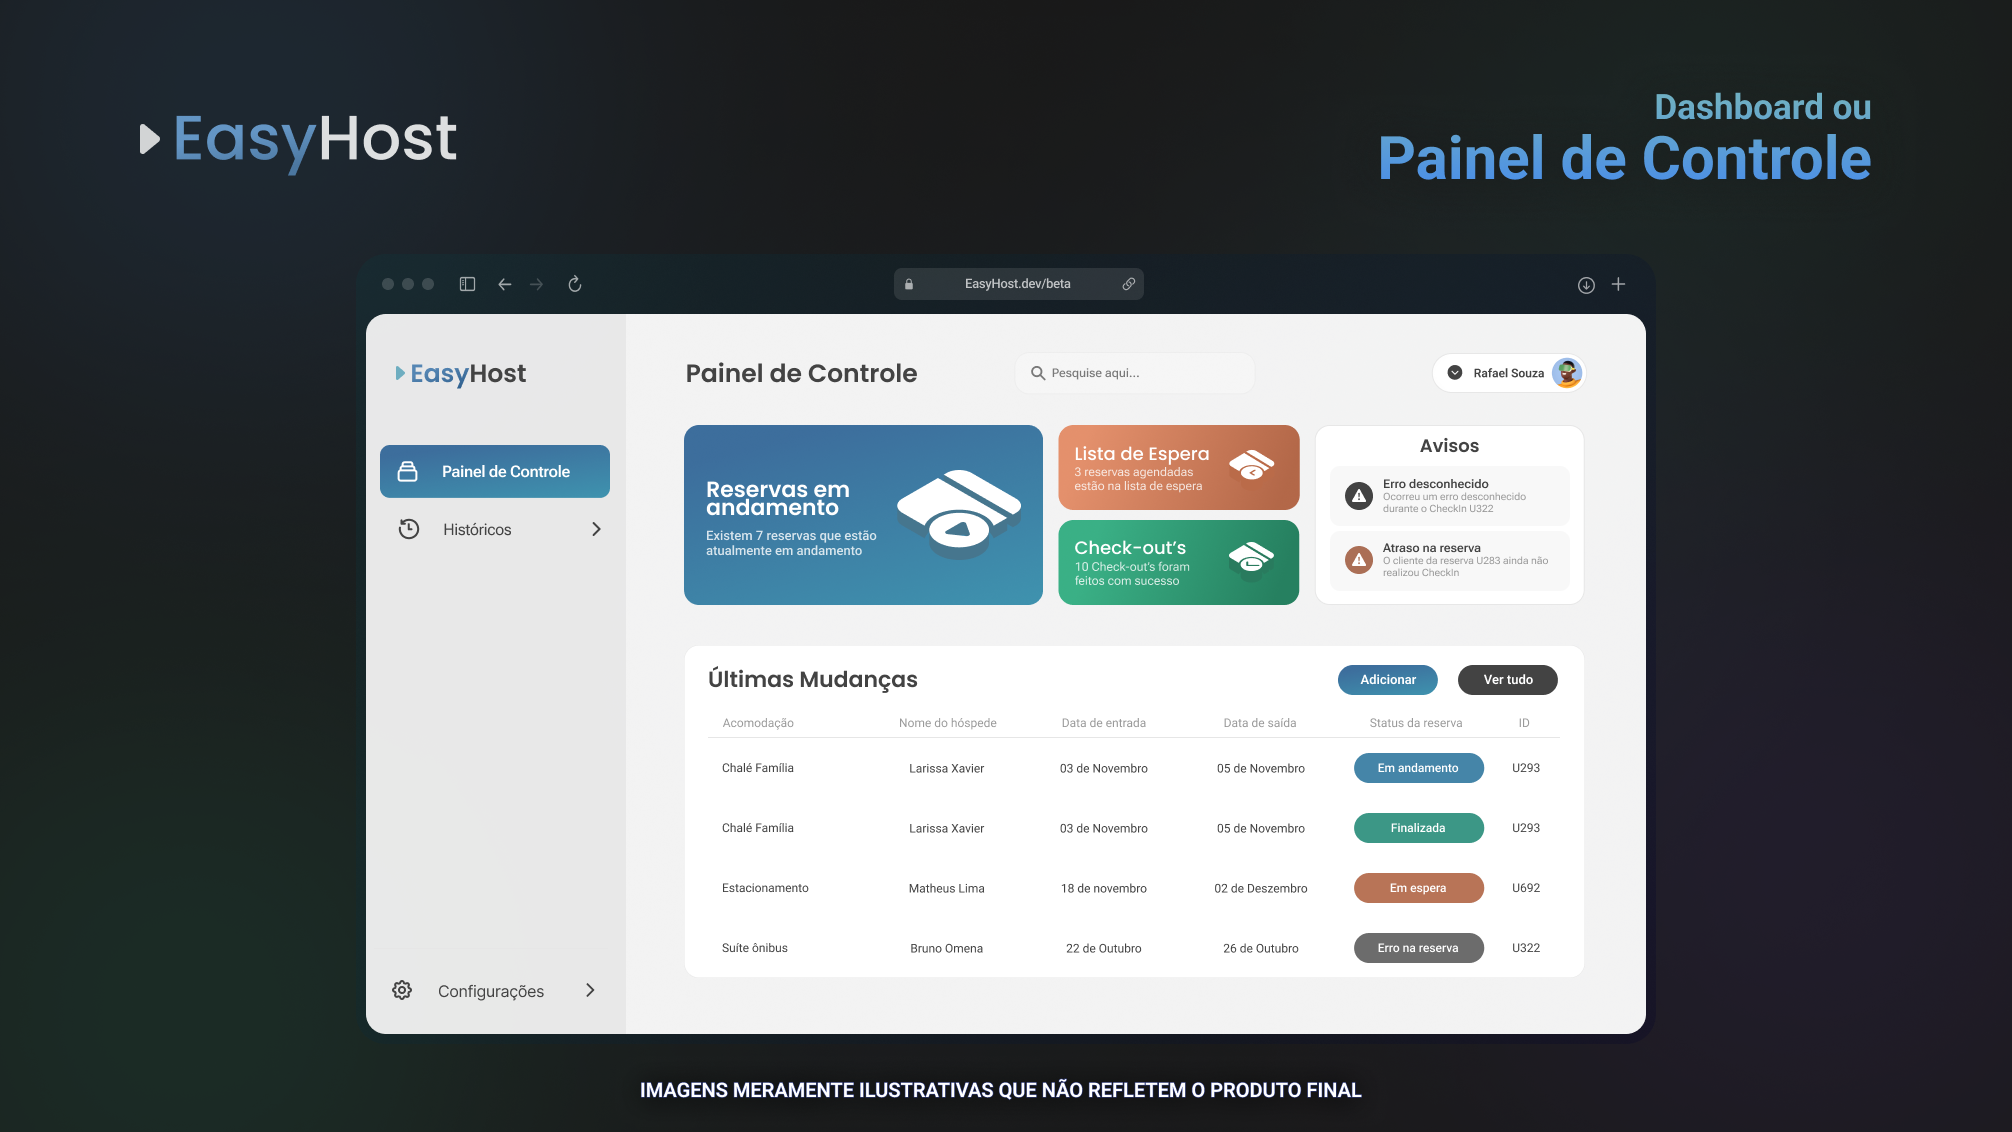 EasyHost
Dashboard ou
Painel de Controle
EasyHost.dev/beta
EasyHost
Painel de Controle
Pesquise aqui...
Rafael Souza
Painel de Controle
Históricos
Configurações
Reservas em
andamento
Existem 7 reservas que estão
atualmente em andamento
Lista de Espera
3 reservas agendadas
estão na lista de espera
Check-out's
10 Check-out's foram
feitos com sucesso
Avisos
Erro desconhecido
Ocorreu um erro desconhecido
durante o CheckIn U322
Atraso na reserva
O cliente da reserva U283 ainda não
realizou CheckIn
Últimas Mudanças
Adicionar
Ver tudo
Acomodação Nome do hóspede Data de entrada Data de saída Status da reserva ID
Chalé Família Larissa Xavier 03 de Novembro 05 de Novembro Em andamento U293
Chalé Família Larissa Xavier 03 de Novembro 05 de Novembro Finalizada U293
Estacionamento Matheus Lima 18 de novembro 02 de Deszembro Em espera U692
Suíte ônibus Bruno Omena 22 de Outubro 26 de Outubro Erro na reserva U322
IMAGENS MERAMENTE ILUSTRATIVAS QUE NÃO REFLETEM O PRODUTO FINAL